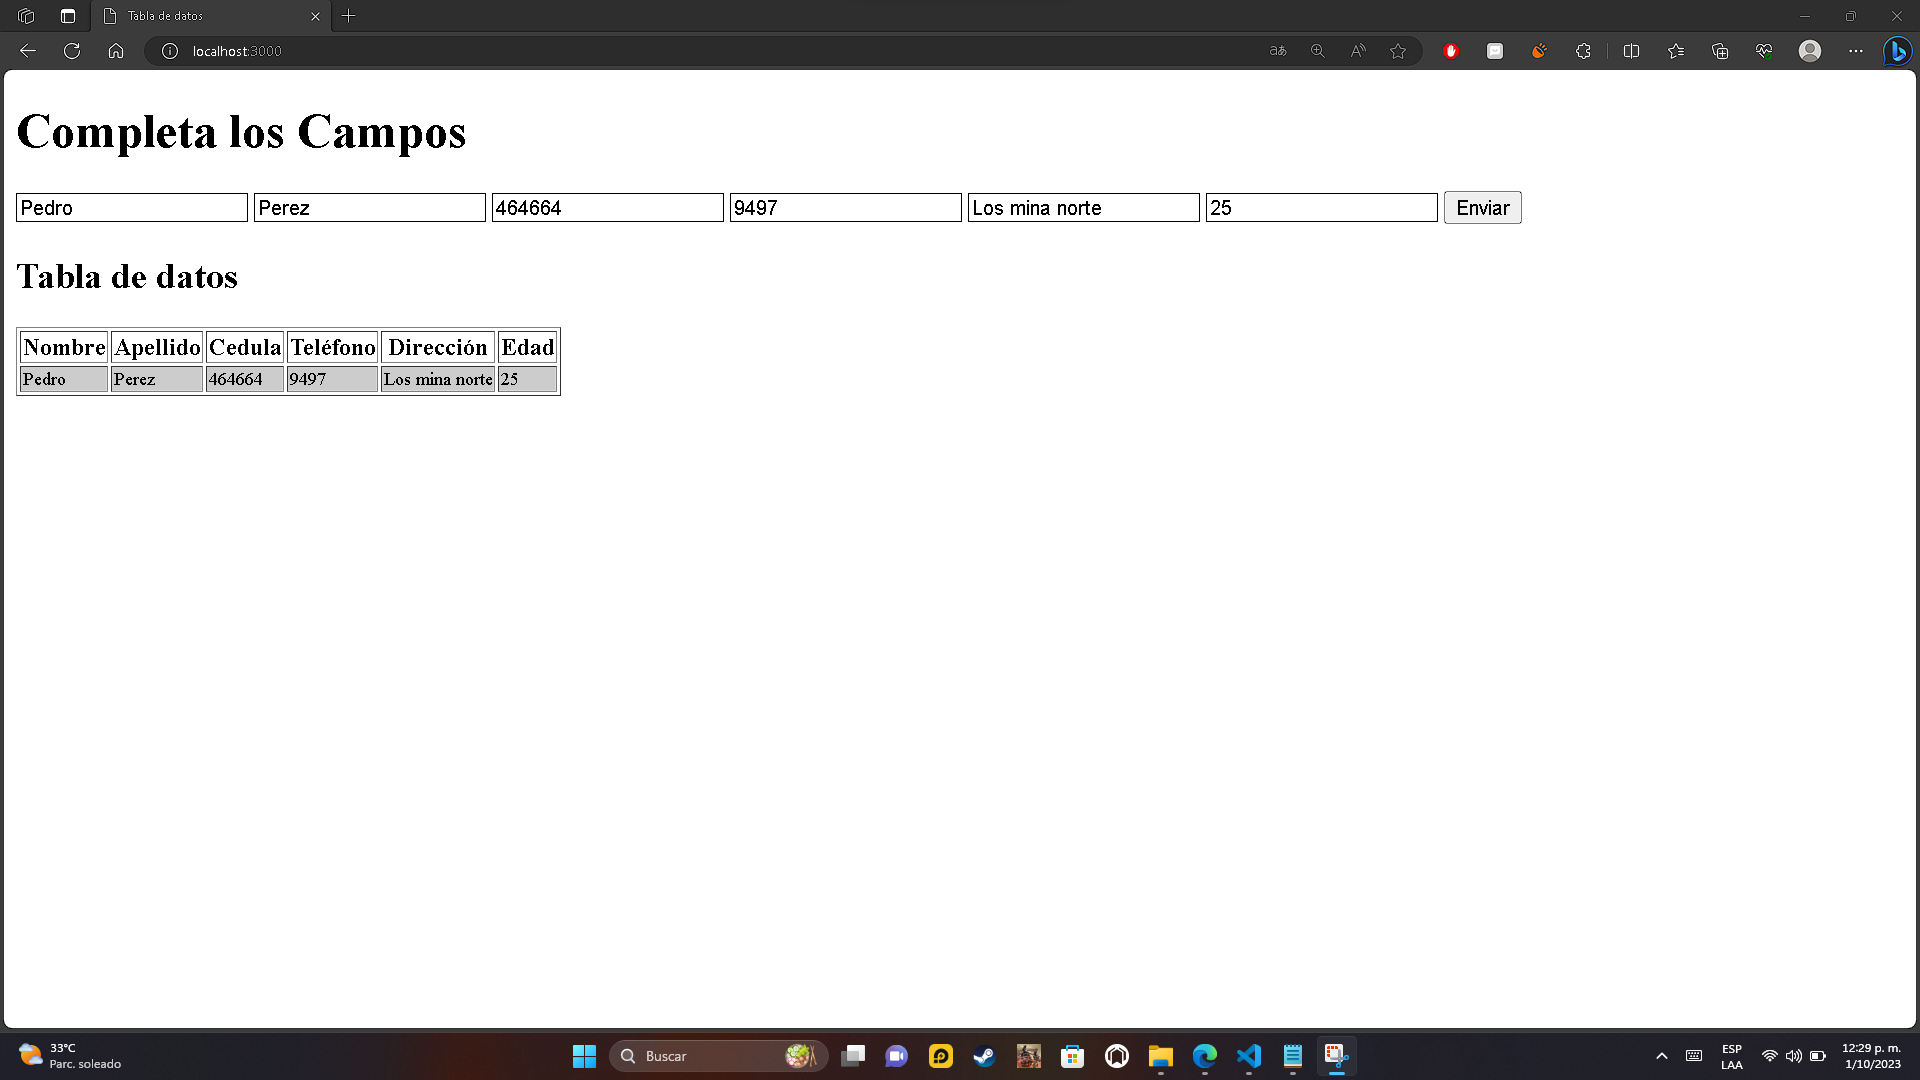 Tabla de datos
localhost:3000
Completa los Campos
Pedro Perez 464664 9497 Los mina norte 25 Enviar
Tabla de datos
Nombre Apellido Cedula Teléfono Dirección Edad
Pedro Perez 464664 9497 Los mina norte 25
33°C
Parc. soleado
Buscar
ESP
LAA
12:29 p. m.
1/10/2023